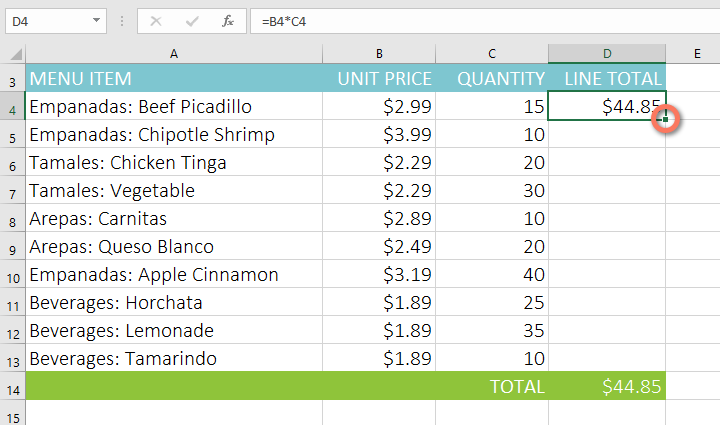 D4 fx =B4*C4
A B C D E
3 MENU ITEM UNIT PRICE QUANTITY LINE TOTAL
4 Empanadas: Beef Picadillo $2.99 15 $44.85
5 Empanadas: Chipotle Shrimp $3.99 10
6 Tamales: Chicken Tinga $2.29 20
7 Tamales: Vegetable $2.29 30
8 Arepas: Carnitas $2.89 10
9 Arepas: Queso Blanco $2.49 20
10 Empanadas: Apple Cinnamon $3.19 40
11 Beverages: Horchata $1.89 25
12 Beverages: Lemonade $1.89 35
13 Beverages: Tamarindo $1.89 10
14 TOTAL $44.85
15